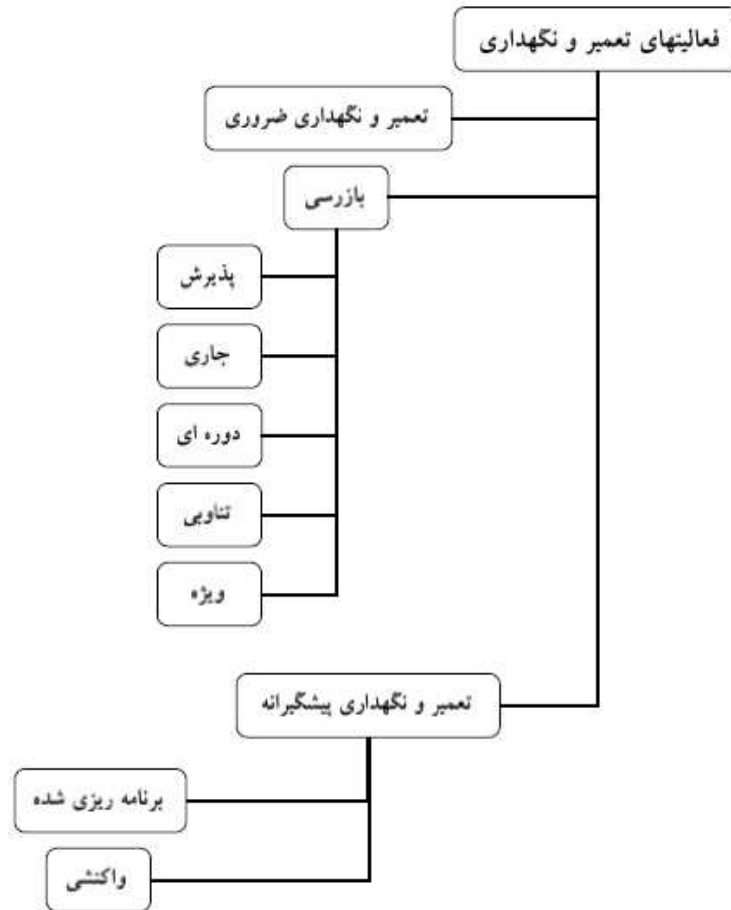 فعالیتهای تعمیر و نگهداری
تعمیر و نگهداری ضروری
بازرسی
پذیرش
جاری
دوره ای
تناوبی
ویژه
تعمیر و نگهداری پیشگیرانه
برنامه ریزی شده
واکنشی